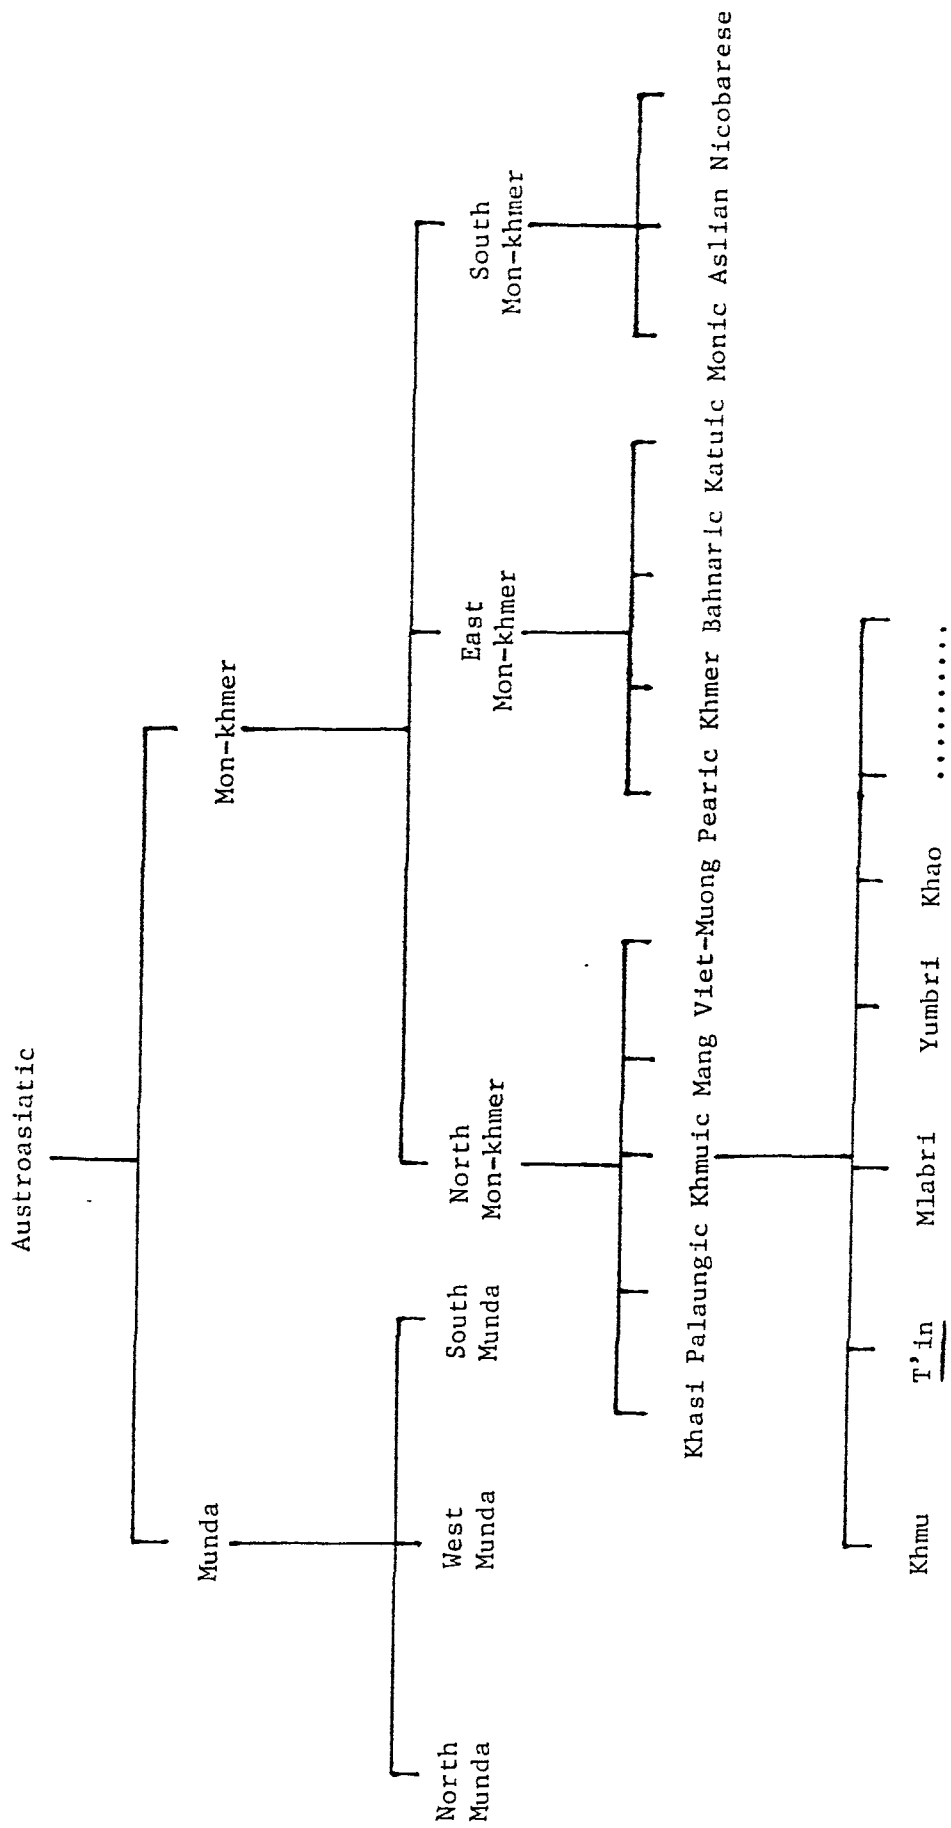 Austroasiatic
Munda
Mon-khmer
North
Munda
West
Munda
South
Munda
North
Mon-khmer
East
Mon-khmer
South
Mon-khmer
Khasi Palaungic Khmuic Mang Viet-Muong Pearic Khmer Bahnaric Katuic Monic Aslian Nicobarese
Khmu T'in Mlabri Yumbri Khao ..........